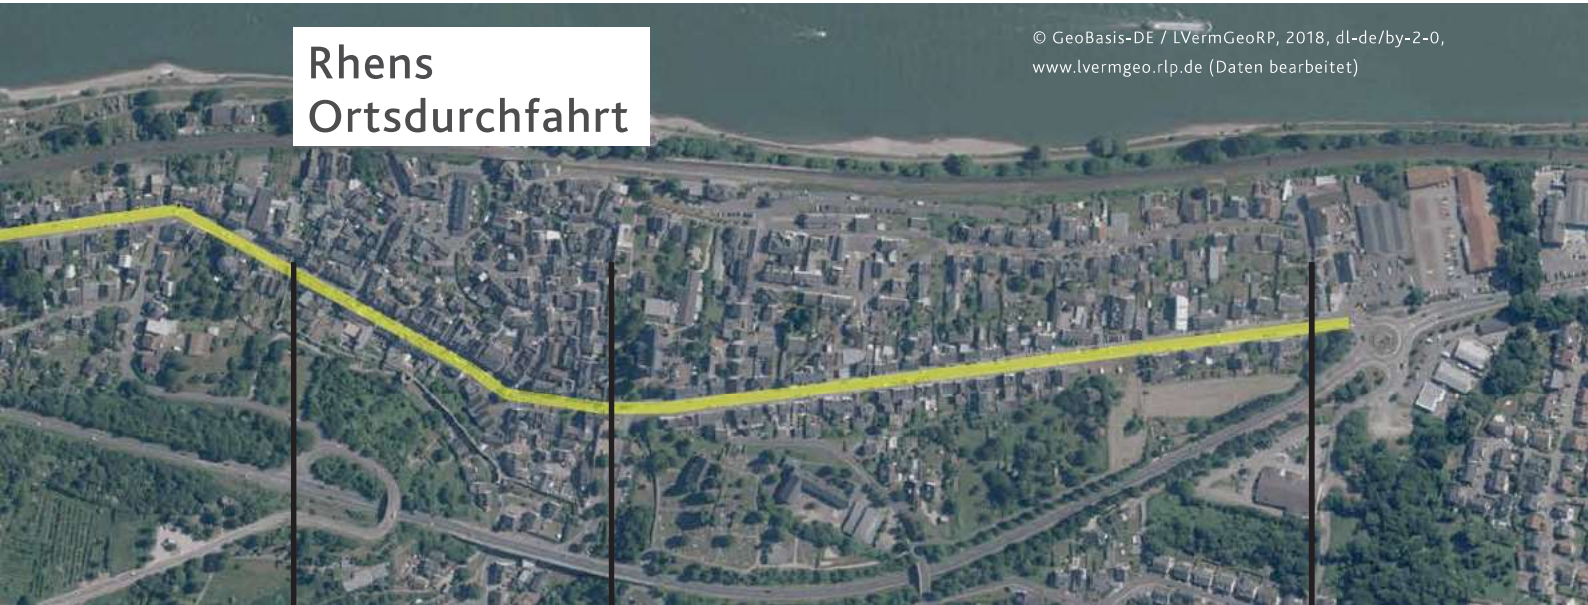 Rhens
Ortsdurchfahrt
© GeoBasis-DE / LVermGeoRP, 2018, dl-de/by-2-0,
www.lvermgeo.rlp.de (Daten bearbeitet)